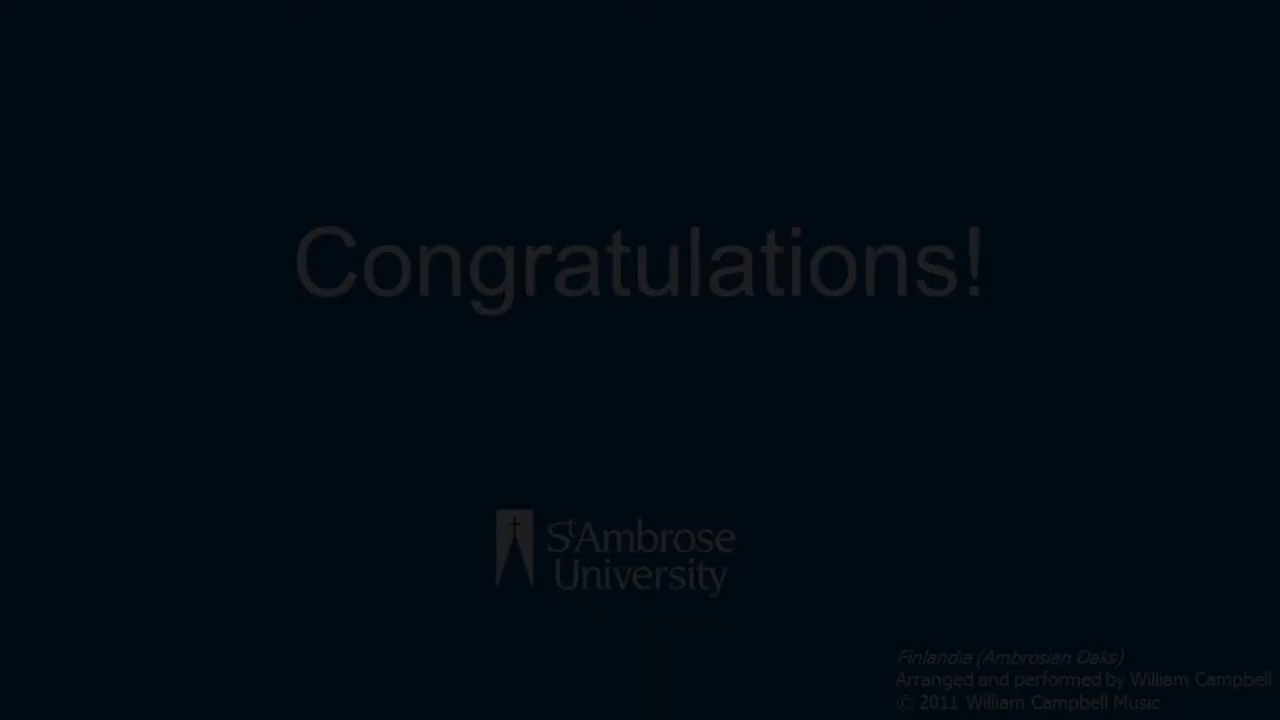 Congratulations!
St Ambrose
University
Finlandia (Ambrosian Oaks)
Arranged and performed by William Campbell
© 2011 William Campbell Music